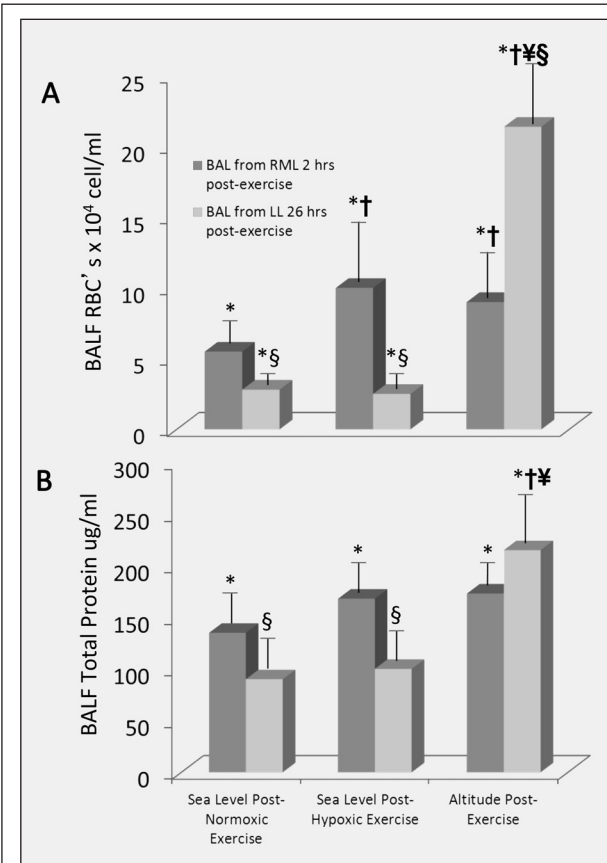 A
BALF RBC's x 10⁴ cell/ml
25
20
15
10
5
0
BAL from RML 2 hrs
post-exercise
BAL from LL 26 hrs
post-exercise
*
*§
*†
*§
*†
*†¥§
B
BALF Total Protein ug/ml
300
250
200
150
100
50
0
*
§
*
§
*
*†¥
Sea Level Post-
Normoxic
Exercise
Sea Level Post-
Hypoxic Exercise
Altitude Post-
Exercise